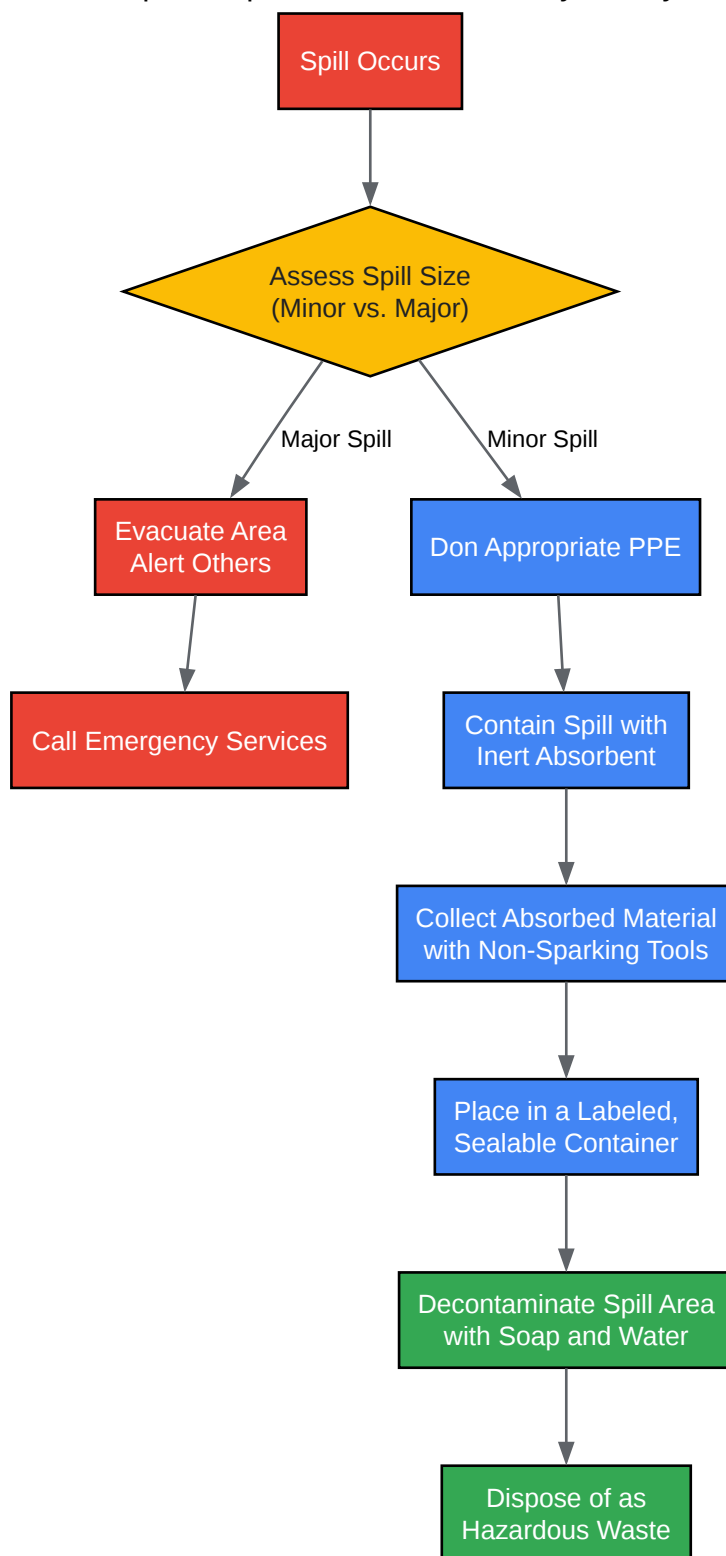 Spill Occurs
Assess Spill Size
(Minor vs. Major)
Major Spill
Minor Spill
Evacuate Area
Alert Others
Don Appropriate PPE
Call Emergency Services
Contain Spill with
Inert Absorbent
Collect Absorbed Material
with Non-Sparking Tools
Place in a Labeled,
Sealable Container
Decontaminate Spill Area
with Soap and Water
Dispose of as
Hazardous Waste